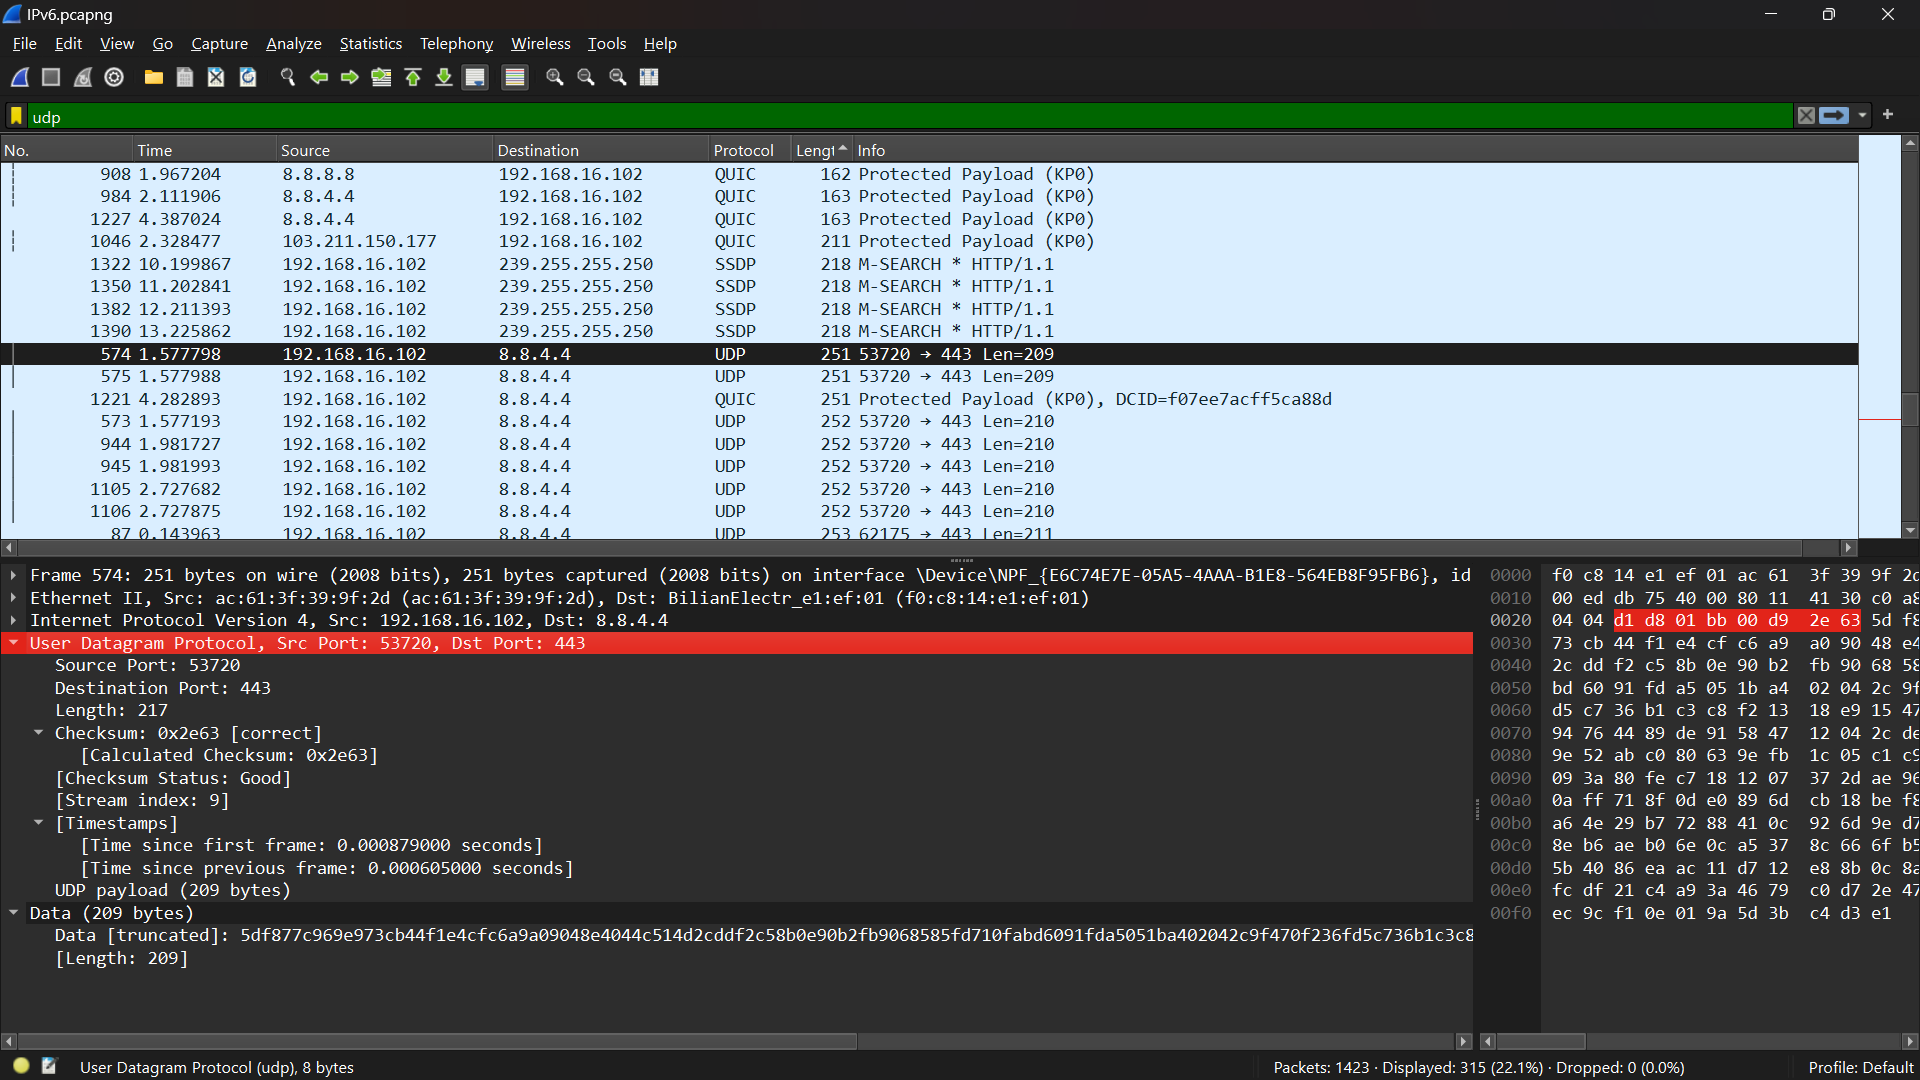 IPv6.pcapng
File Edit View Go Capture Analyze Statistics Telephony Wireless Tools Help
udp
No. Time Source Destination Protocol Lengt Info
908 1.967204 8.8.8.8 192.168.16.102 QUIC 162 Protected Payload (KP0)
984 2.111906 8.8.4.4 192.168.16.102 QUIC 163 Protected Payload (KP0)
1227 4.387024 8.8.4.4 192.168.16.102 QUIC 163 Protected Payload (KP0)
1046 2.328477 103.211.150.177 192.168.16.102 QUIC 211 Protected Payload (KP0)
1322 10.199867 192.168.16.102 239.255.255.250 SSDP 218 M-SEARCH * HTTP/1.1
1350 11.202841 192.168.16.102 239.255.255.250 SSDP 218 M-SEARCH * HTTP/1.1
1382 12.211393 192.168.16.102 239.255.255.250 SSDP 218 M-SEARCH * HTTP/1.1
1390 13.225862 192.168.16.102 239.255.255.250 SSDP 218 M-SEARCH * HTTP/1.1
574 1.577798 192.168.16.102 8.8.4.4 UDP 251 53720 → 443 Len=209
575 1.577988 192.168.16.102 8.8.4.4 UDP 251 53720 → 443 Len=209
1221 4.282893 192.168.16.102 8.8.4.4 QUIC 251 Protected Payload (KP0), DCID=f07ee7acff5ca88d
573 1.577193 192.168.16.102 8.8.4.4 UDP 252 53720 → 443 Len=210
944 1.981727 192.168.16.102 8.8.4.4 UDP 252 53720 → 443 Len=210
945 1.981993 192.168.16.102 8.8.4.4 UDP 252 53720 → 443 Len=210
1105 2.727682 192.168.16.102 8.8.4.4 UDP 252 53720 → 443 Len=210
1106 2.727875 192.168.16.102 8.8.4.4 UDP 252 53720 → 443 Len=210
87 0.143963 192.168.16.102 8.8.4.4 UDP 253 62175 → 443 Len=211
Frame 574: 251 bytes on wire (2008 bits), 251 bytes captured (2008 bits) on interface \Device\NPF_{E6C74E7E-05A5-4AAA-B1E8-564EB8F95FB6}, id
Ethernet II, Src: ac:61:3f:39:9f:2d (ac:61:3f:39:9f:2d), Dst: BilianElectr_e1:ef:01 (f0:c8:14:e1:ef:01)
Internet Protocol Version 4, Src: 192.168.16.102, Dst: 8.8.4.4
User Datagram Protocol, Src Port: 53720, Dst Port: 443
Source Port: 53720
Destination Port: 443
Length: 217
Checksum: 0x2e63 [correct]
[Calculated Checksum: 0x2e63]
[Checksum Status: Good]
[Stream index: 9]
[Timestamps]
[Time since first frame: 0.000879000 seconds]
[Time since previous frame: 0.000605000 seconds]
UDP payload (209 bytes)
Data (209 bytes)
Data [truncated]: 5df877c969e973cb44f1e4cfc6a9a09048e4044c514d2cddf2c58b0e90b2fb9068585fd710fabd6091fda5051ba402042c9f470f236fd5c736b1c3c8
[Length: 209]
0000 f0 c8 14 e1 ef 01 ac 61 3f 39 9f 2d
0010 00 ed db 75 40 00 80 11 41 30 c0 a8
0020 04 04 d1 d8 01 bb 00 d9 2e 63 5d f8
0030 73 cb 44 f1 e4 cf c6 a9 a0 90 48 e4
0040 2c dd f2 c5 8b 0e 90 b2 fb 90 68 58
0050 bd 60 91 fd a5 05 1b a4 02 04 2c 9f
0060 d5 c7 36 b1 c3 c8 f2 13 18 e9 15 47
0070 94 76 44 89 de 91 58 47 12 04 2c de
0080 9e 52 ab c0 80 63 9e fb 1c 05 c1 c9
0090 09 3a 80 fe c7 18 12 07 37 2d ae 96
00a0 0a ff 71 8f 0d e0 89 6d cb 18 be f8
00b0 a6 4e 29 b7 72 88 41 0c 92 6d 9e d7
00c0 8e b6 ae b0 6e 0c a5 37 8c 66 6f b5
00d0 5b 40 86 ea ac 11 d7 12 e8 8b 0c 8a
00e0 fc df 21 c4 a9 3a 46 79 c0 d7 2e 47
00f0 ec 9c f1 0e 01 9a 5d 3b c4 d3 e1
User Datagram Protocol (udp), 8 bytes
Packets: 1423 · Displayed: 315 (22.1%) · Dropped: 0 (0.0%)
Profile: Default